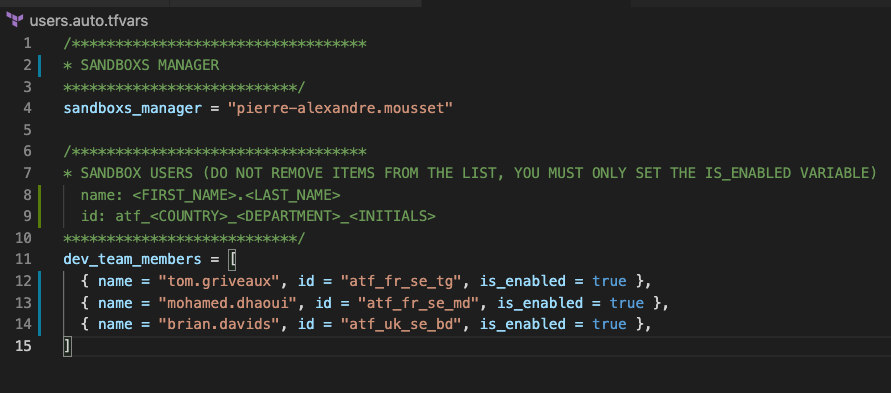 users.auto.tfvars
1 /**********************************
2 * SANDBOXS MANAGER
3 ***************************/
4 sandboxs_manager = "pierre-alexandre.mousset"
5
6 /**********************************
7 * SANDBOX USERS (DO NOT REMOVE ITEMS FROM THE LIST, YOU MUST ONLY SET THE IS_ENABLED VARIABLE)
8   name: <FIRST_NAME>.<LAST_NAME>
9   id: atf_<COUNTRY>_<DEPARTMENT>_<INITIALS>
10 ***************************/
11 dev_team_members = [
12   { name = "tom.griveaux", id = "atf_fr_se_tg", is_enabled = true },
13   { name = "mohamed.dhaoui", id = "atf_fr_se_md", is_enabled = true },
14   { name = "brian.davids", id = "atf_uk_se_bd", is_enabled = true },
15 ]